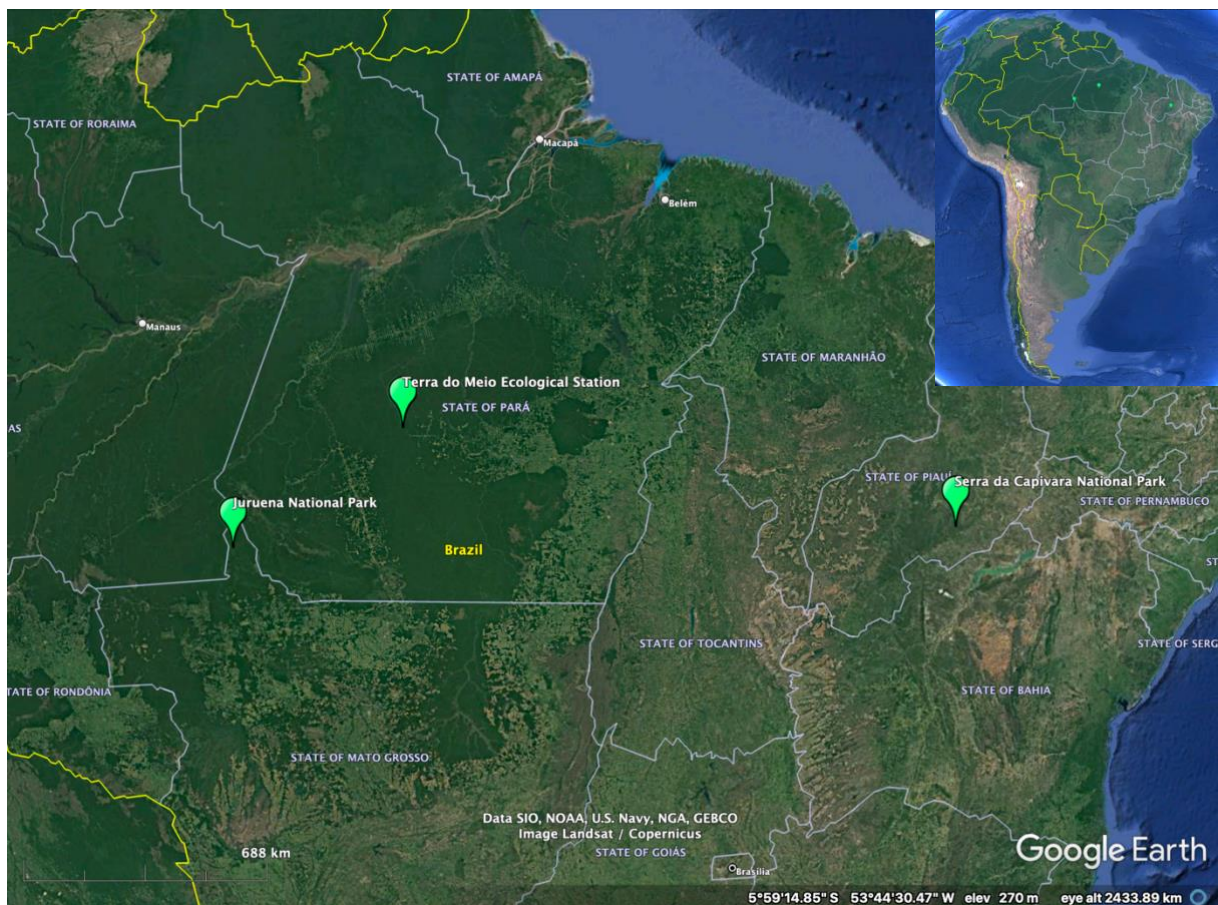 STATE OF AMAPÁ
STATE OF RORAIMA
Macapá
Belém
Manaus
STATE OF MARANHÃO
Terra do Meio Ecological Station
STATE OF PARÁ
AS
STATE OF PIAUÍ
Serra da Capivara National Park
STATE OF PERNAMBUCO
Juruena National Park
Brazil
ST
STATE OF TOCANTINS
STATE OF SERG
STATE OF RONDÔNIA
STATE OF BAHIA
STATE OF MATO GROSSO
Data SIO, NOAA, U.S. Navy, NGA, GEBCO
Image Landsat / Copernicus
688 km
STATE OF GOIÁS
Google Earth
Brasília
5°59'14.85" S 53°44'30.47" W elev 270 m eye alt 2433.89 km